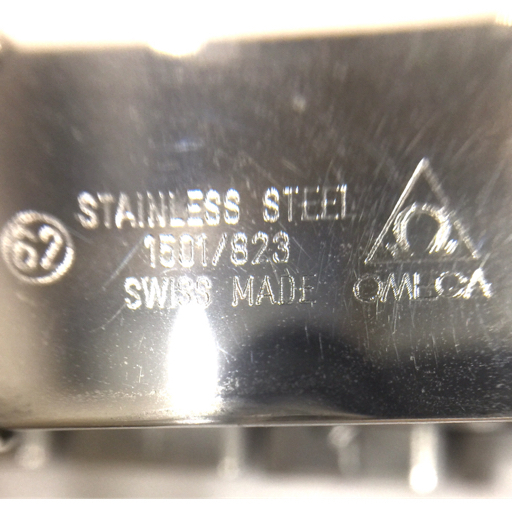 STAINLESS STEEL
62
1501/823
Ω
SWISS MADE
OMEGA